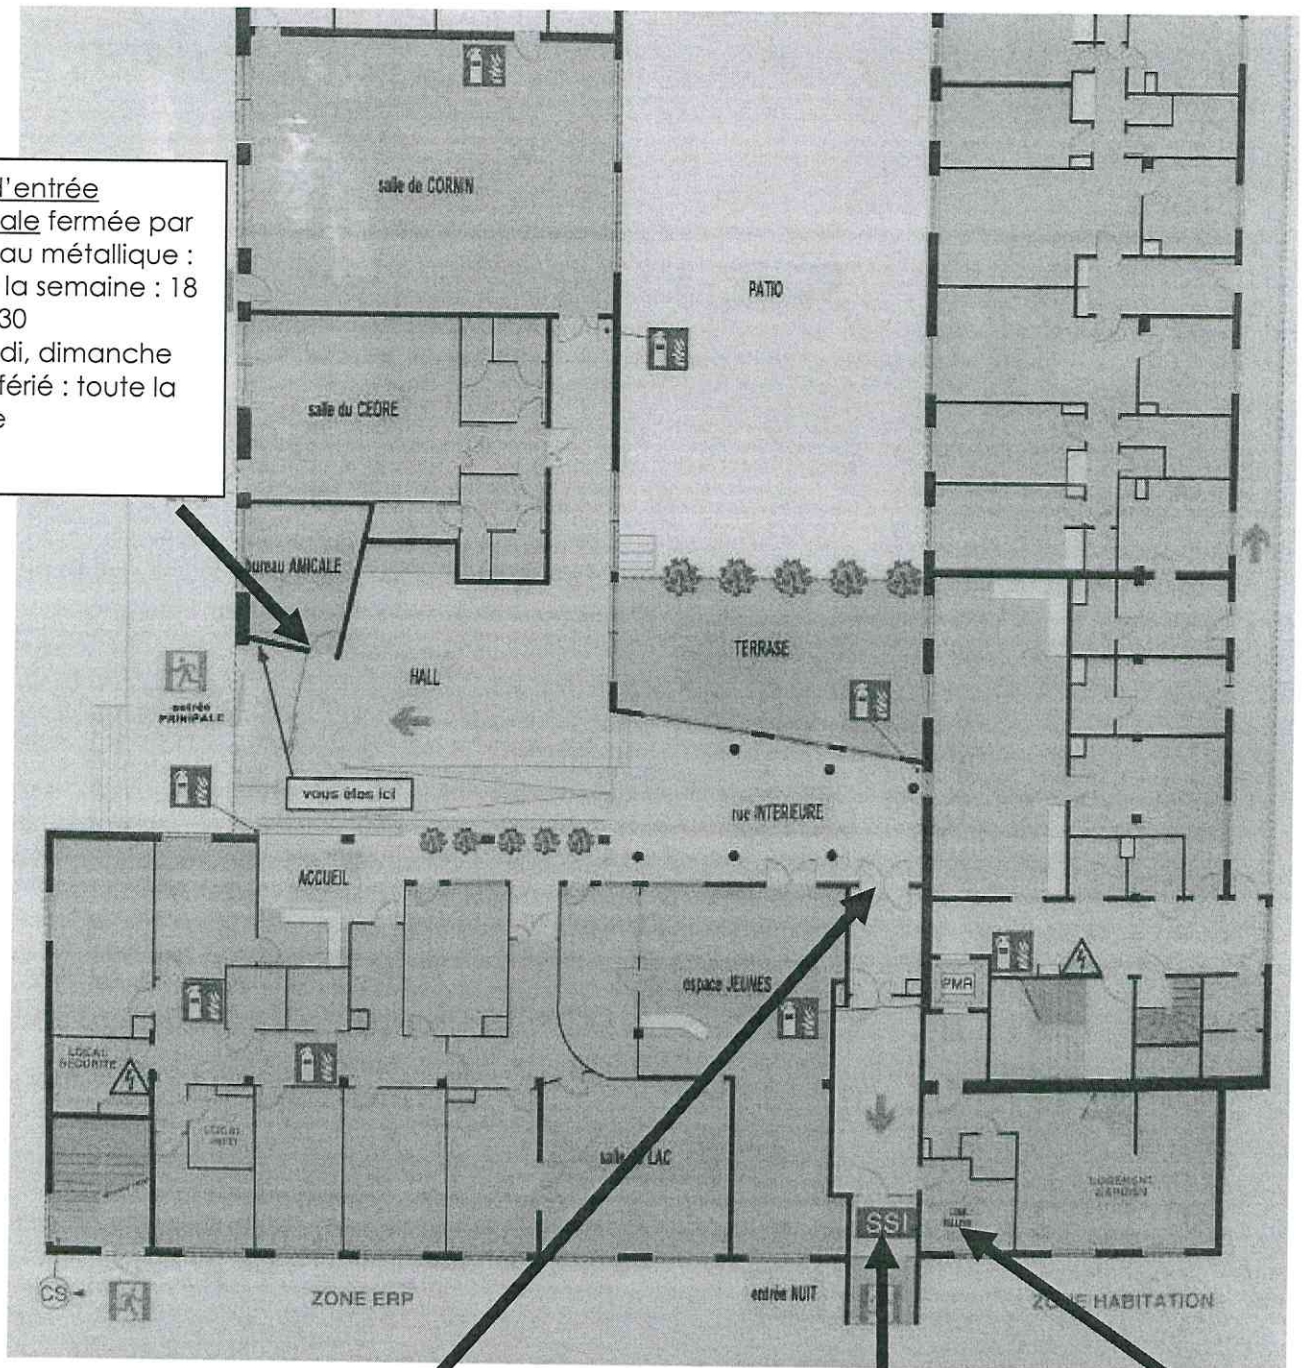 l'entrée
ale fermée par
au métallique :
la semaine : 18
30
di, dimanche
férié : toute la
e
salle de CORNIN
PATIO
salle du CEDRE
bureau AMICALE
TERRASE
HALL
entrée
PRINIPALE
vous êtes ici
rue INTERIEURE
ACCUEIL
espace JEUNES
PMR
LOCAL
SECURITE
LOCAL
salle LAC
LOGEMENT
GARDIEN
SSI
CS
ZONE ERP
entrée NUIT
ZONE HABITATION